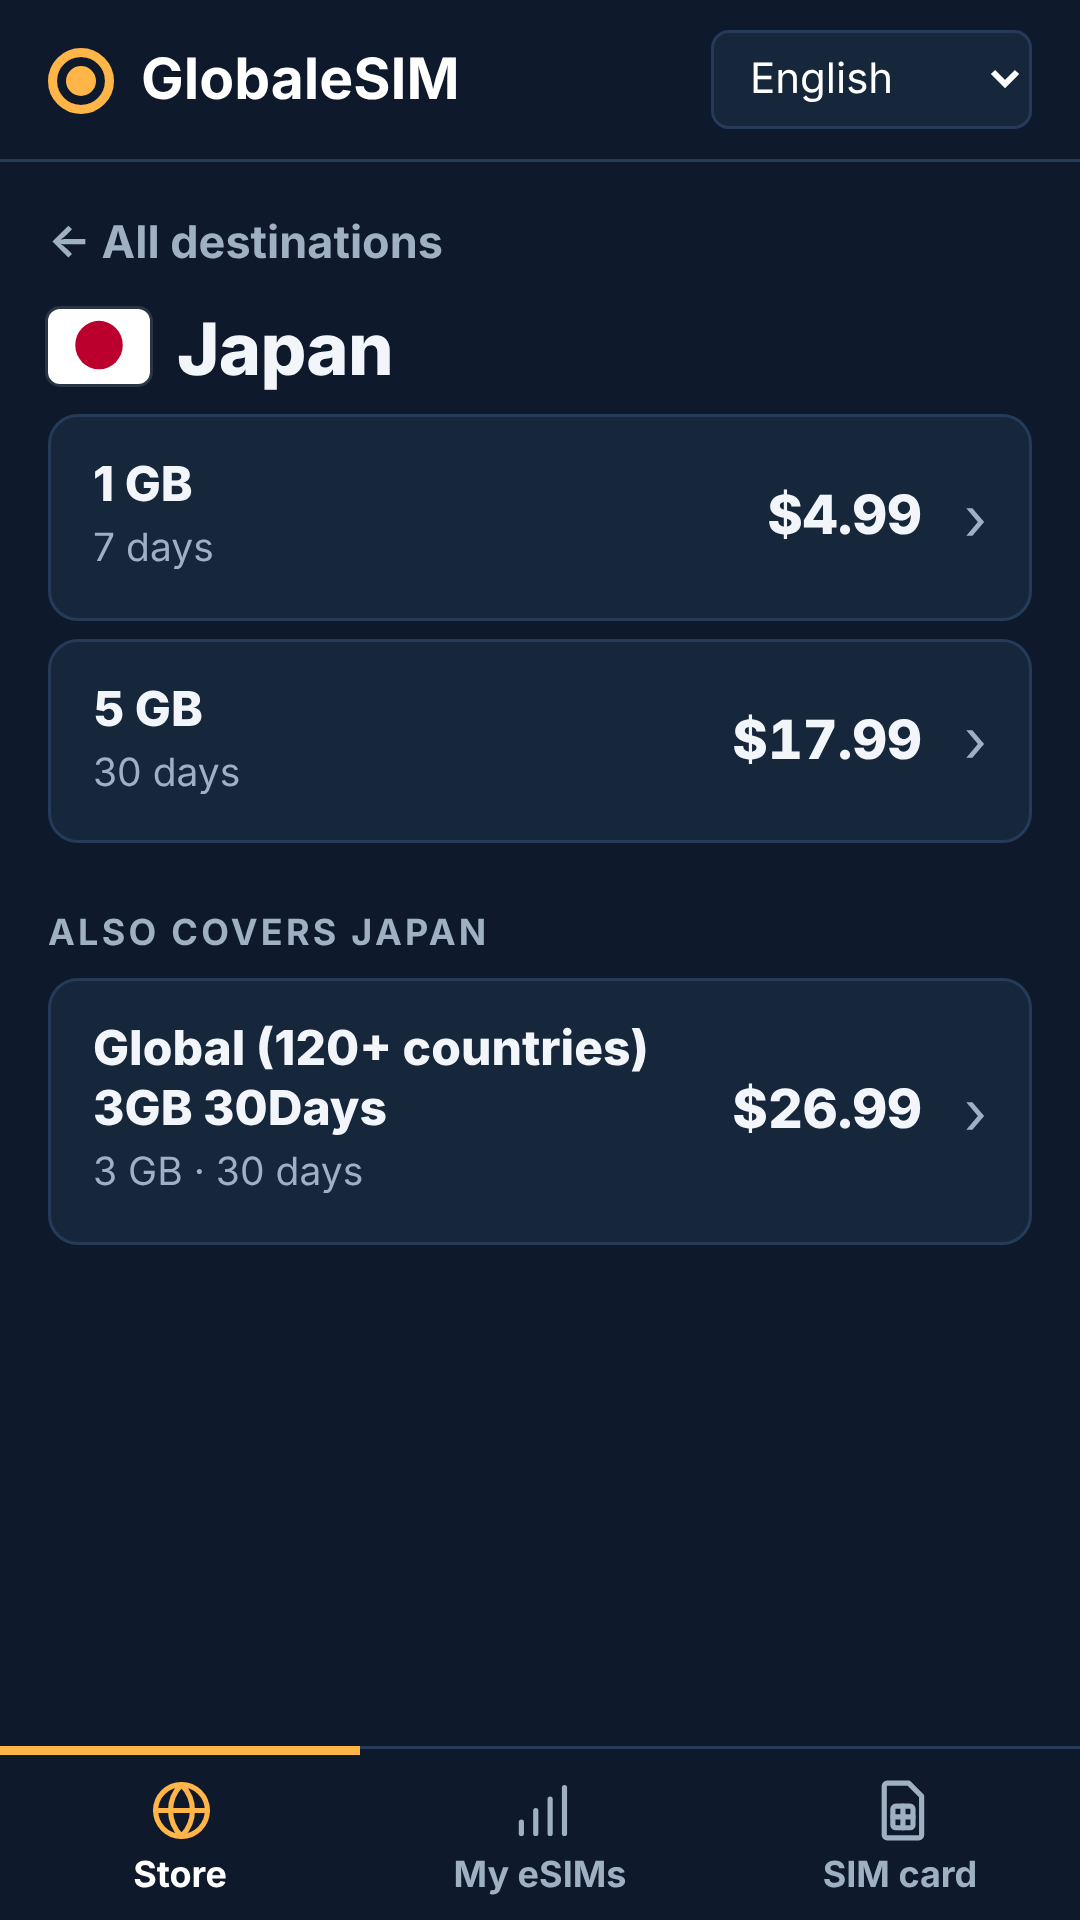 GlobaleSIM
English
← All destinations
Japan
1 GB
7 days
$4.99
5 GB
30 days
$17.99
ALSO COVERS JAPAN
Global (120+ countries)
3GB 30Days
3 GB · 30 days
$26.99
Store
My eSIMs
SIM card